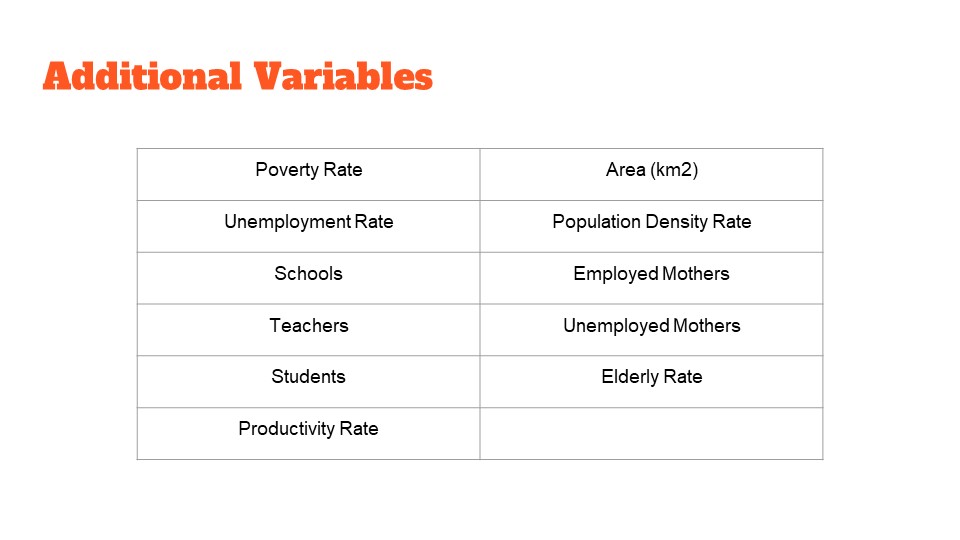 Additional Variables
Poverty Rate
Area (km2)
Unemployment Rate
Population Density Rate
Schools
Employed Mothers
Teachers
Unemployed Mothers
Students
Elderly Rate
Productivity Rate